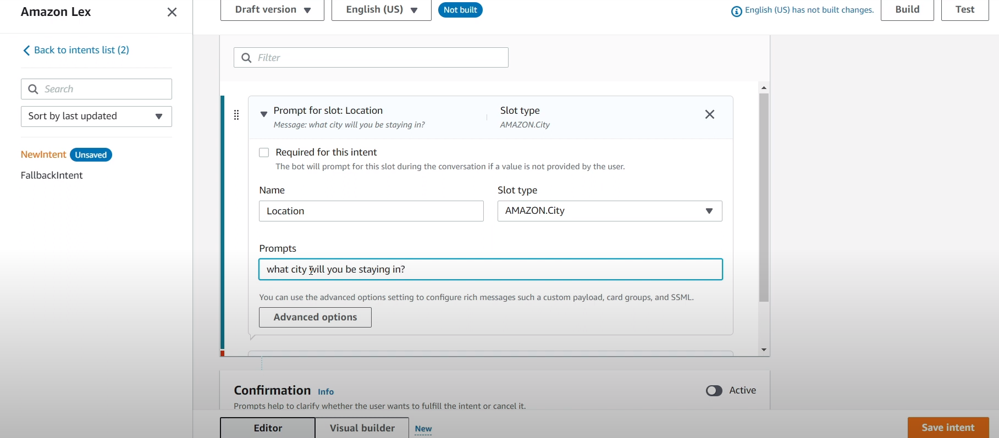 Amazon Lex
Draft version
English (US)
Not built
English (US) has not built changes.
Build
Test
Back to intents list (2)
Search
Sort by last updated
NewIntent
Unsaved
FallbackIntent
Filter
Prompt for slot: Location
Message: what city will you be staying in?
Slot type
AMAZON.City
Required for this intent
The bot will prompt for this slot during the conversation if a value is not provided by the user.
Name
Slot type
Location
AMAZON.City
Prompts
what city will you be staying in?
You can use the advanced options setting to configure rich messages such a custom payload, card groups, and SSML.
Advanced options
Confirmation
Info
Active
Prompts help to clarify whether the user wants to fulfill the intent or cancel it.
Editor
Visual builder
New
Save intent